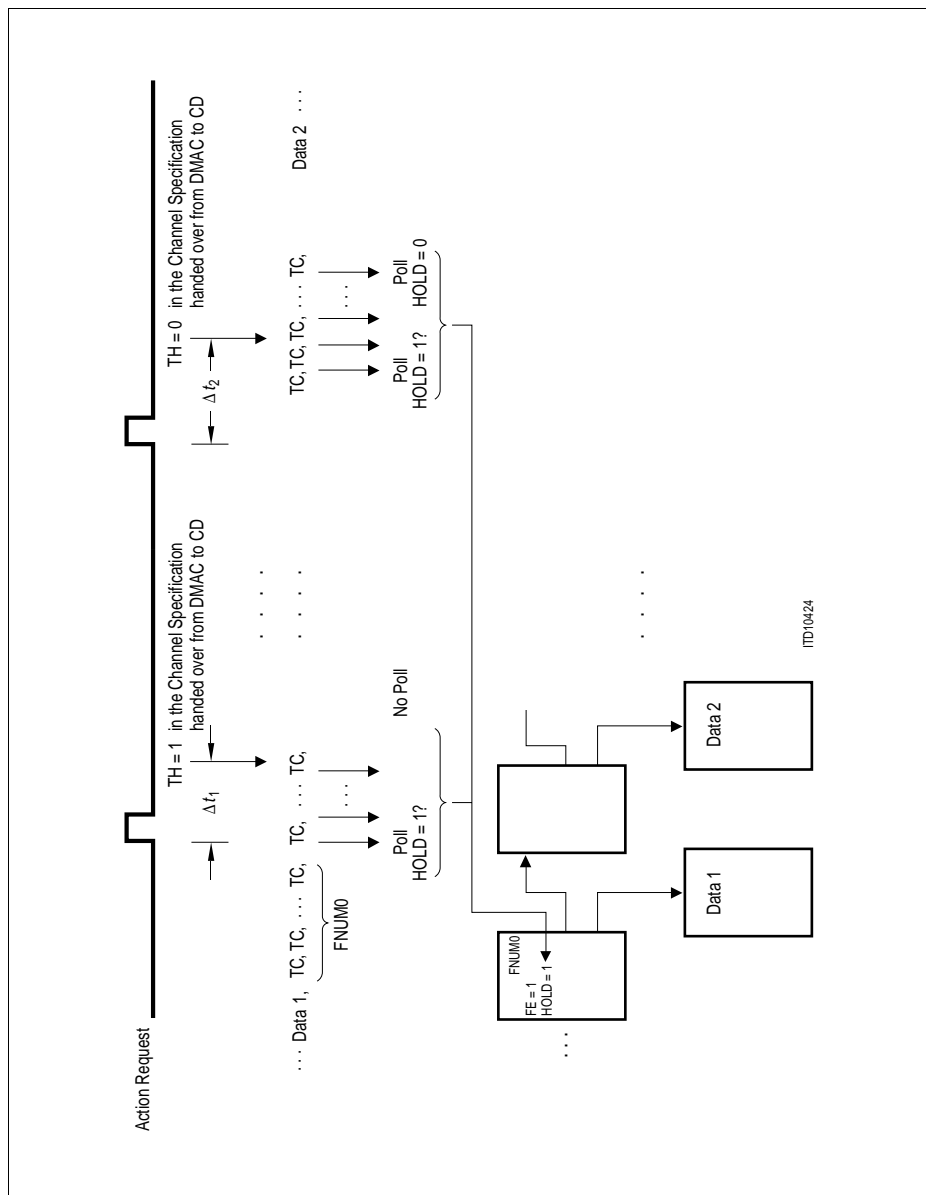 Action Request
TH = 1 in the Channel Specification
handed over from DMAC to CD
TH = 0 in the Channel Specification
handed over from DMAC to CD
Δt1
Δt2
··· Data 1, TC, TC, TC, ··· TC, TC, ··· TC,
TC, TC, TC, TC, ··· TC, Data 2 ···
FNUM0
Poll
HOLD = 1?
No Poll
Poll
HOLD = 1?
Poll
HOLD = 0
FNUM0
FE = 1
HOLD = 1
Data 1
Data 2
ITD10424